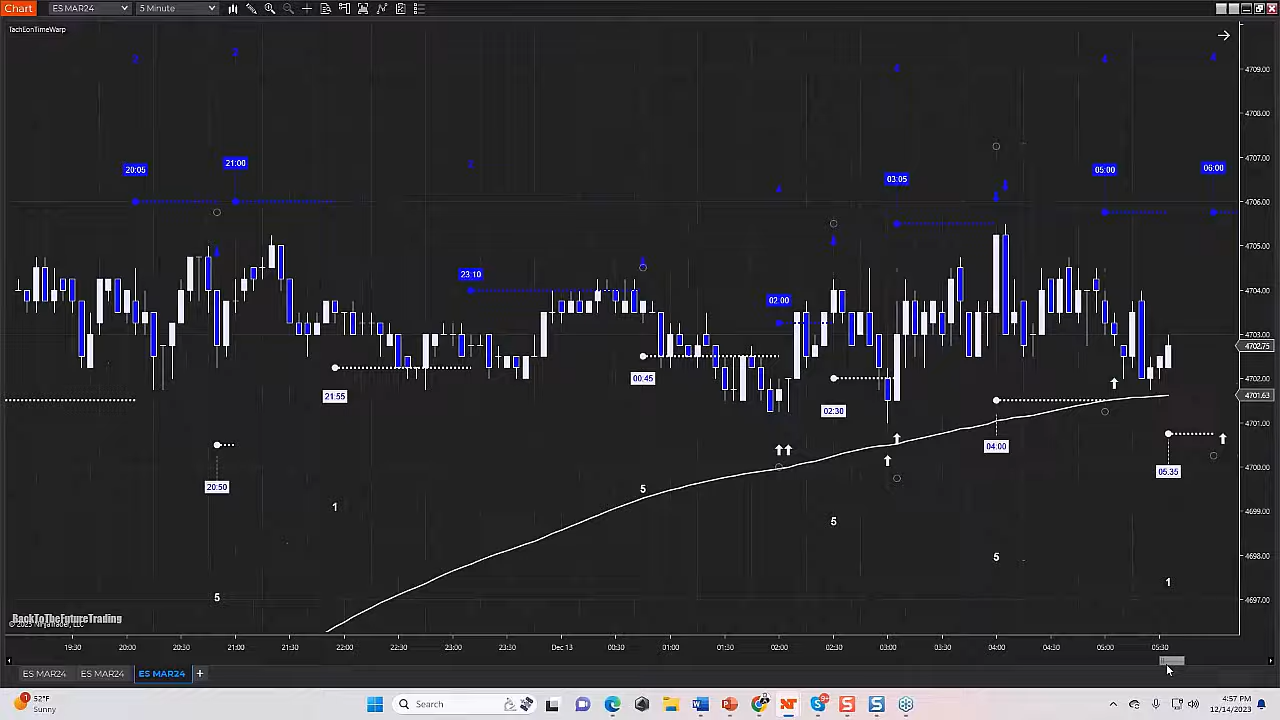 Chart ES MAR24 5 Minute
TachEonTimeWarp
4709.00
4707.00
4706.00
4705.00
4704.00
4703.00
4702.75
4702.00
4701.63
4701.00
4700.00
4699.00
4698.00
4697.00
20:05 21:00 03:05 05:00 06:00
23:10 02:00
21:55 00:45 02:30
20:50 04:00 05:35
1 5 5 5 1
5
BackToTheFutureTrading
19:30 20:00 20:30 21:00 21:30 22:00 22:30 23:00 23:30 Dec 13 00:30 01:00 01:30 02:00 02:30 03:00 03:30 04:00 04:30 05:00 05:30
ES MAR24 ES MAR24 ES MAR24 +
52°F
Sunny
Search
4:57 PM
12/14/2023